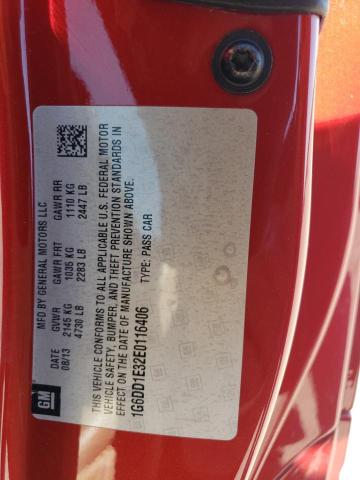 GM
MFD BY GENERAL MOTORS LLC
DATE GVWR GAWR FRT GAWR RR
08/13 2145 KG 1035 KG 1110 KG
4730 LB 2283 LB 2447 LB
THIS VEHICLE CONFORMS TO ALL APPLICABLE U.S. FEDERAL MOTOR
VEHICLE SAFETY, BUMPER, AND THEFT PREVENTION STANDARDS IN
EFFECT ON THE DATE OF MANUFACTURE SHOWN ABOVE.
1G6DD1E32E0116406 TYPE: PASS CAR